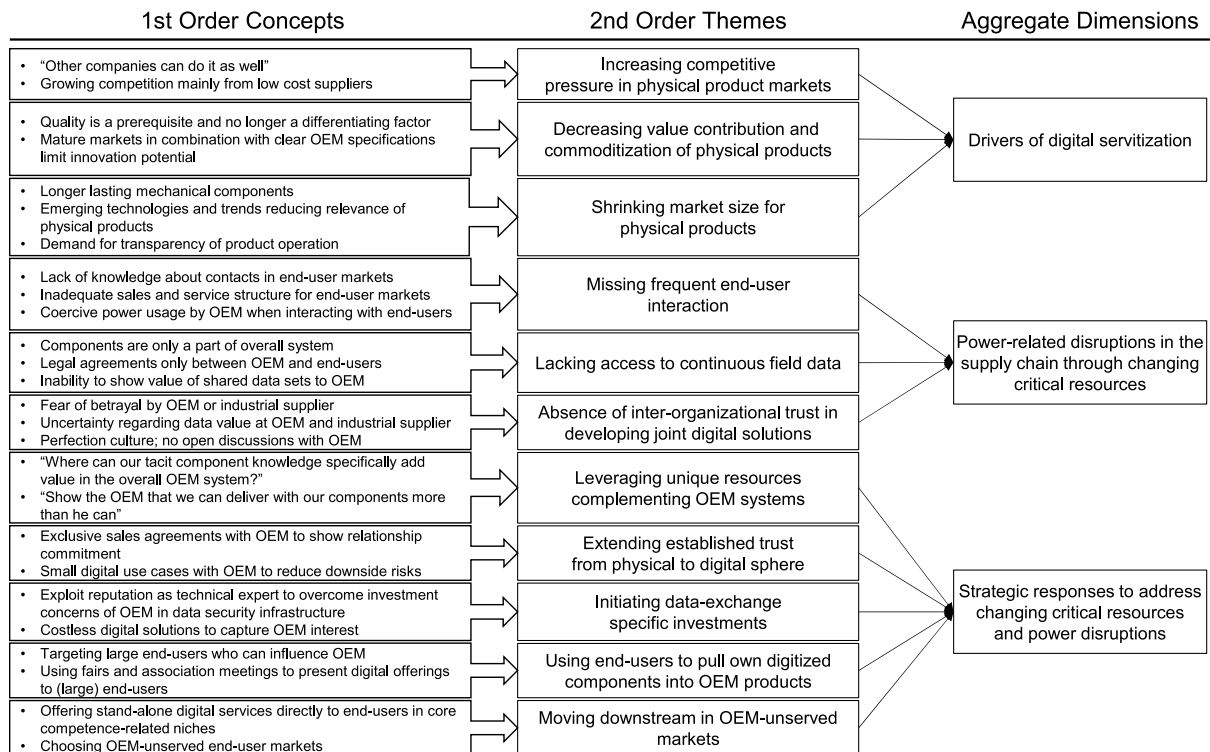 1st Order Concepts
2nd Order Themes
Aggregate Dimensions
• “Other companies can do it as well”
• Growing competition mainly from low cost suppliers
Increasing competitive
pressure in physical product markets
• Quality is a prerequisite and no longer a differentiating factor
• Mature markets in combination with clear OEM specifications
limit innovation potential
Decreasing value contribution and
commoditization of physical products
• Longer lasting mechanical components
• Emerging technologies and trends reducing relevance of
physical products
• Demand for transparency of product operation
Shrinking market size for
physical products
Drivers of digital servitization
• Lack of knowledge about contacts in end-user markets
• Inadequate sales and service structure for end-user markets
• Coercive power usage by OEM when interacting with end-users
Missing frequent end-user
interaction
• Components are only a part of overall system
• Legal agreements only between OEM and end-users
• Inability to show value of shared data sets to OEM
Lacking access to continuous field data
• Fear of betrayal by OEM or industrial supplier
• Uncertainty regarding data value at OEM and industrial supplier
• Perfection culture; no open discussions with OEM
Absence of inter-organizational trust in
developing joint digital solutions
Power-related disruptions in the
supply chain through changing
critical resources
• “Where can our tacit component knowledge specifically add
value in the overall OEM system?”
• “Show the OEM that we can deliver with our components more
than he can”
Leveraging unique resources
complementing OEM systems
• Exclusive sales agreements with OEM to show relationship
commitment
• Small digital use cases with OEM to reduce downside risks
Extending established trust
from physical to digital sphere
• Exploit reputation as technical expert to overcome investment
concerns of OEM in data security infrastructure
• Costless digital solutions to capture OEM interest
Initiating data-exchange
specific investments
• Targeting large end-users who can influence OEM
• Using fairs and association meetings to present digital offerings
to (large) end-users
Using end-users to pull own digitized
components into OEM products
• Offering stand-alone digital services directly to end-users in core
competence-related niches
• Choosing OEM-unserved end-user markets
Moving downstream in OEM-unserved
markets
Strategic responses to address
changing critical resources
and power disruptions